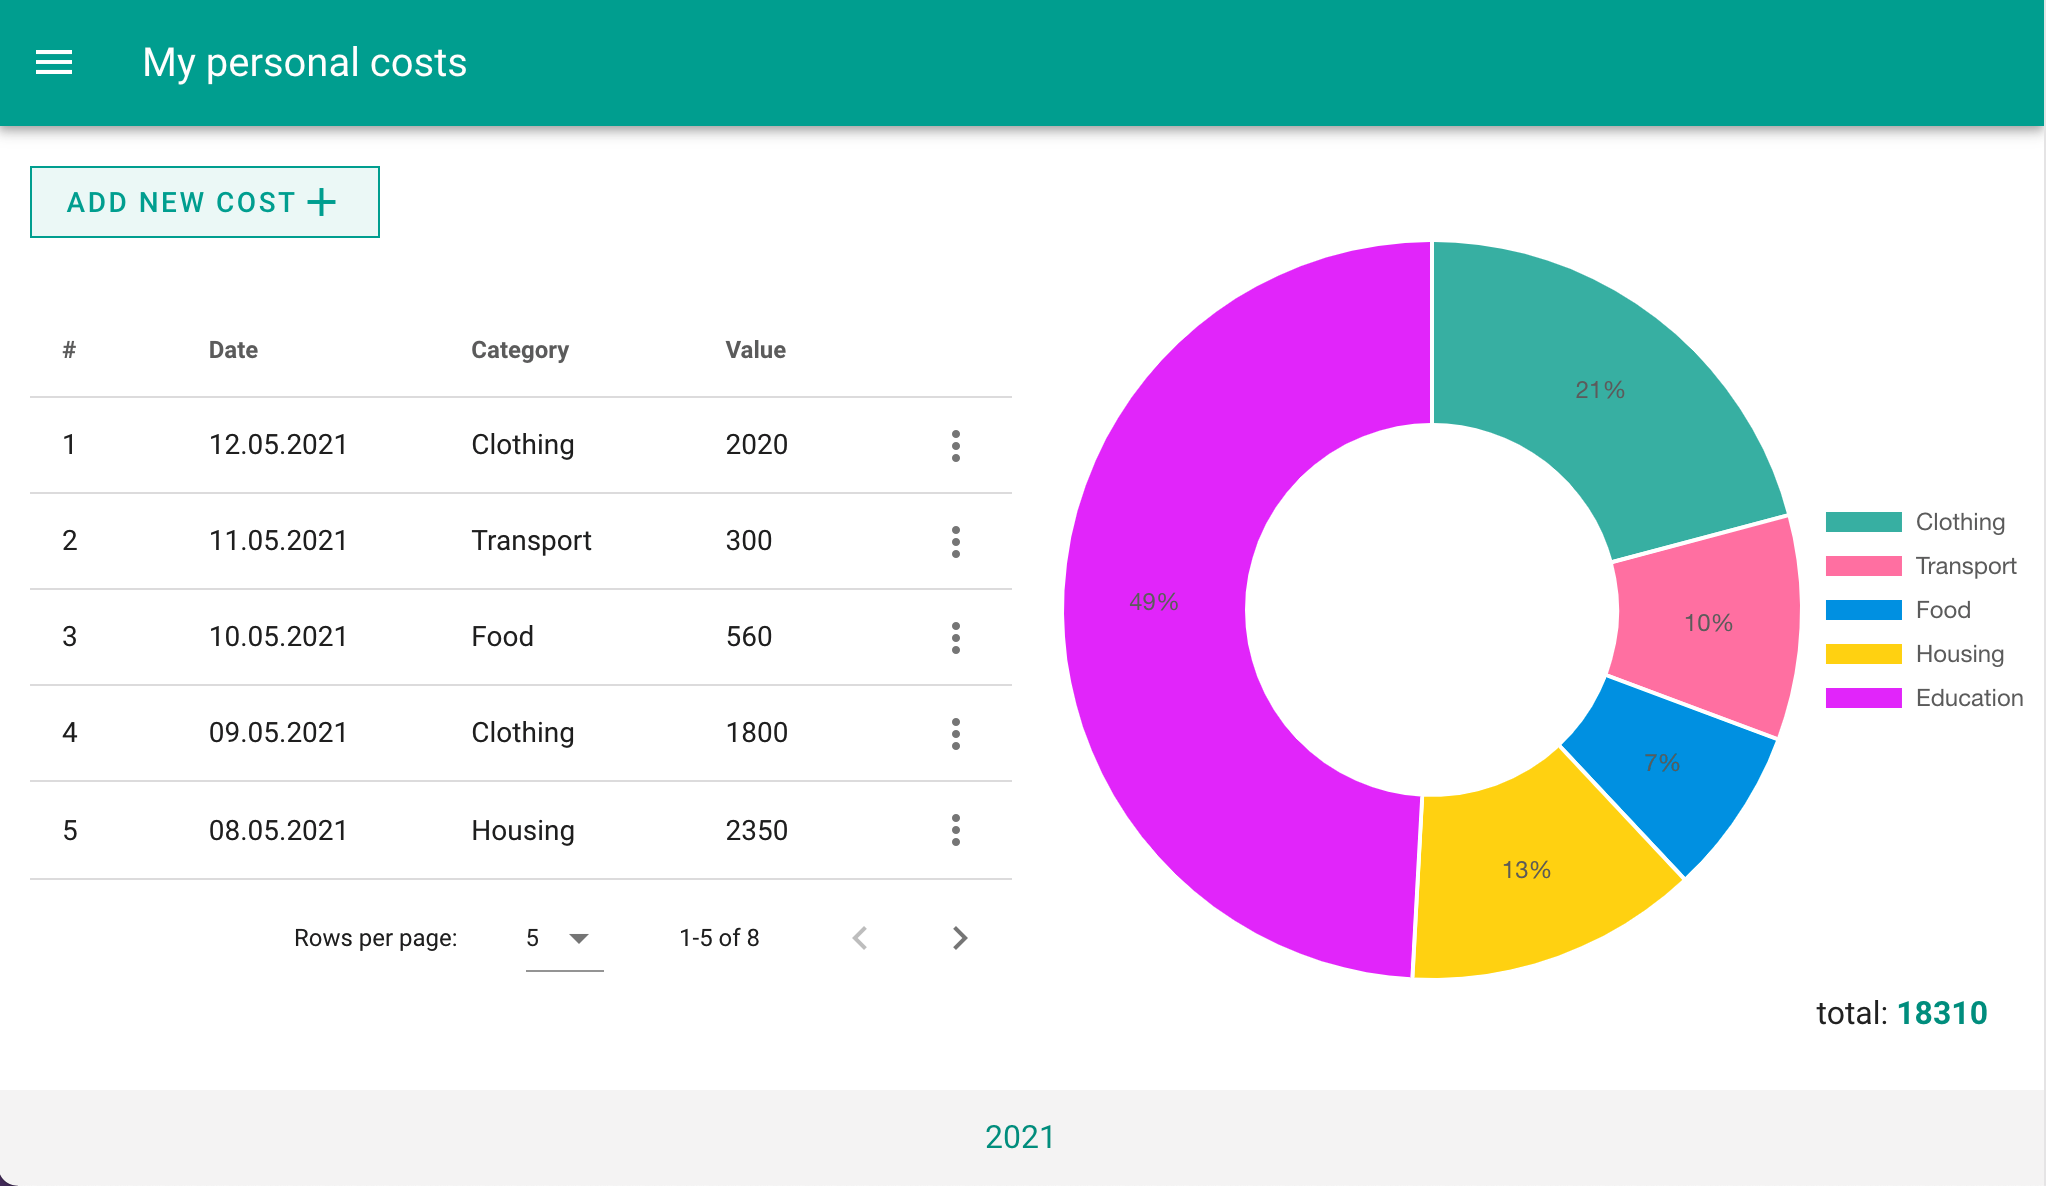 My personal costs
ADD NEW COST +
# Date Category Value
1 12.05.2021 Clothing 2020
2 11.05.2021 Transport 300
3 10.05.2021 Food 560
4 09.05.2021 Clothing 1800
5 08.05.2021 Housing 2350
Rows per page: 5 1-5 of 8
21%
10%
7%
13%
49%
Clothing
Transport
Food
Housing
Education
total: 18310
2021